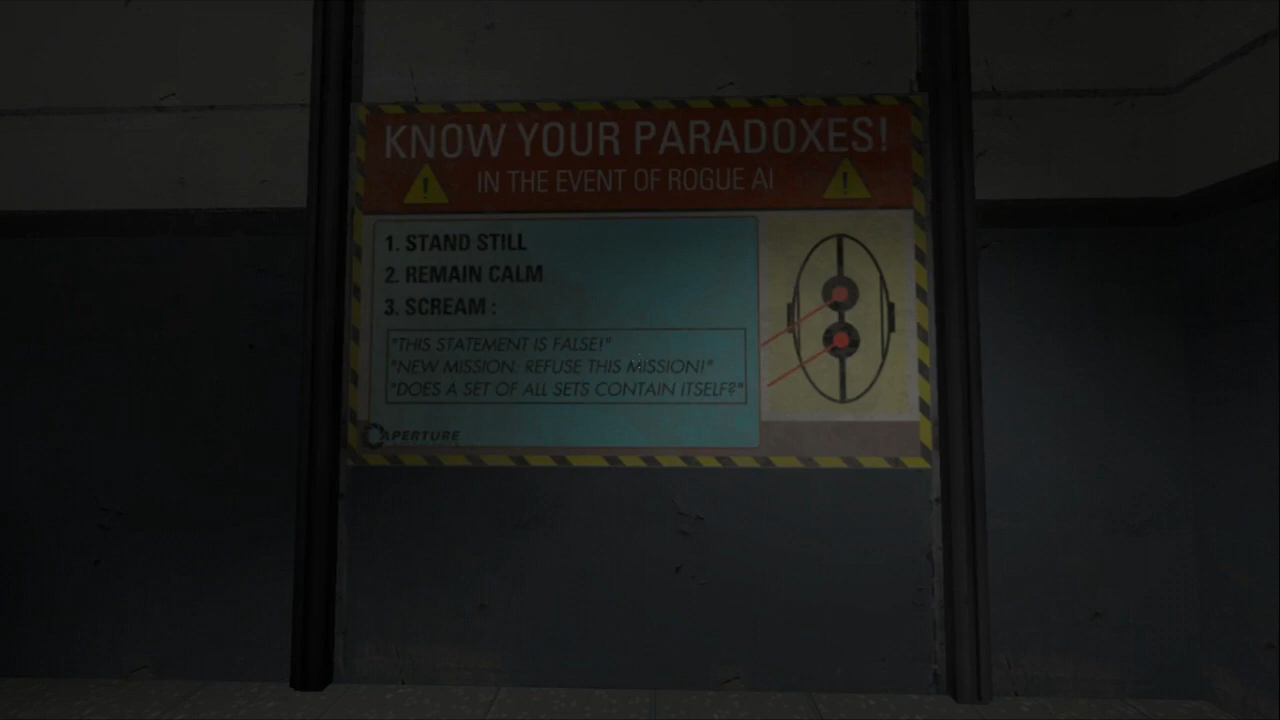 KNOW YOUR PARADOXES!
IN THE EVENT OF ROGUE AI
1. STAND STILL
2. REMAIN CALM
3. SCREAM :
"THIS STATEMENT IS FALSE!"
"NEW MISSION: REFUSE THIS MISSION!"
"DOES A SET OF ALL SETS CONTAIN ITSELF?"
APERTURE